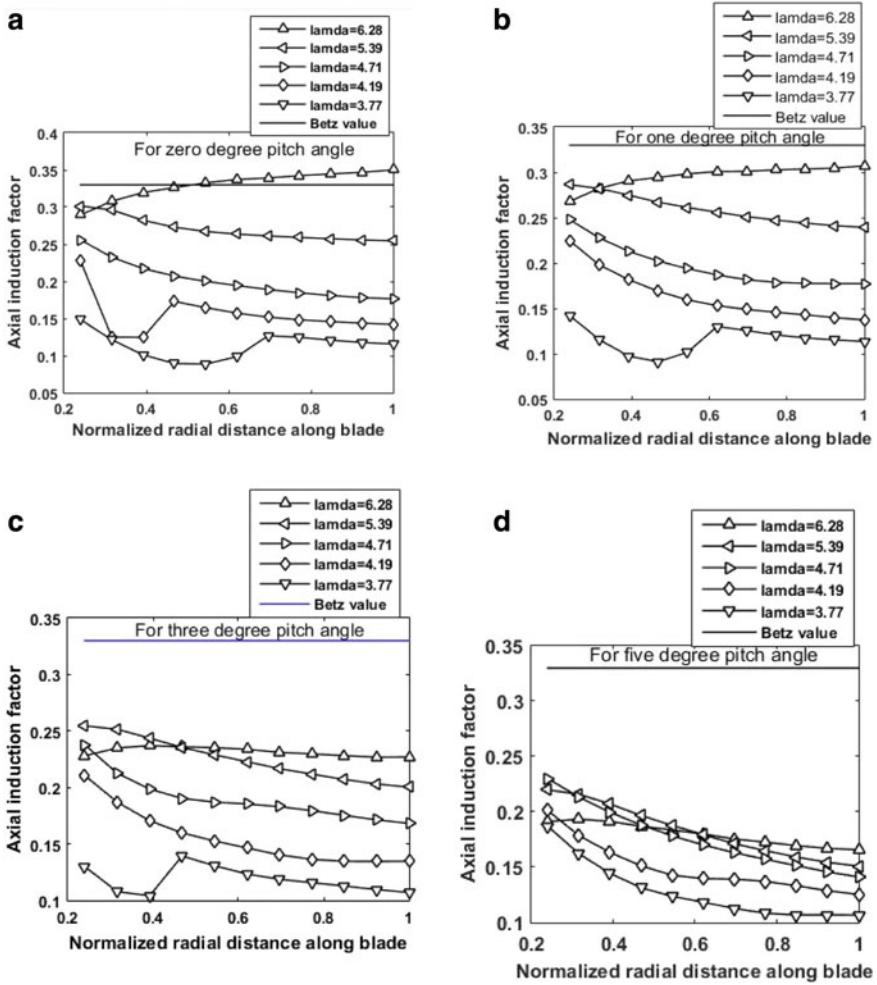 a
lamda=6.28
lamda=5.39
lamda=4.71
lamda=4.19
lamda=3.77
Betz value
For zero degree pitch angle
Axial induction factor
0.4
0.35
0.3
0.25
0.2
0.15
0.1
0.05
0.2 0.4 0.6 0.8 1
Normalized radial distance along blade
b
lamda=6.28
lamda=5.39
lamda=4.71
lamda=4.19
lamda=3.77
Betz value
For one degree pitch angle
Axial induction factor
0.35
0.3
0.25
0.2
0.15
0.1
0.05
0.2 0.4 0.6 0.8 1
Normalized radial distance along blade
c
lamda=6.28
lamda=5.39
lamda=4.71
lamda=4.19
lamda=3.77
Betz value
For three degree pitch angle
Axial induction factor
0.35
0.3
0.25
0.2
0.15
0.1
0.2 0.4 0.6 0.8 1
Normalized radial distance along blade
d
lamda=6.28
lamda=5.39
lamda=4.71
lamda=4.19
lamda=3.77
Betz value
For five degree pitch angle
Axial induction factor
0.35
0.3
0.25
0.2
0.15
0.1
0.2 0.4 0.6 0.8 1
Normalized radial distance along blade